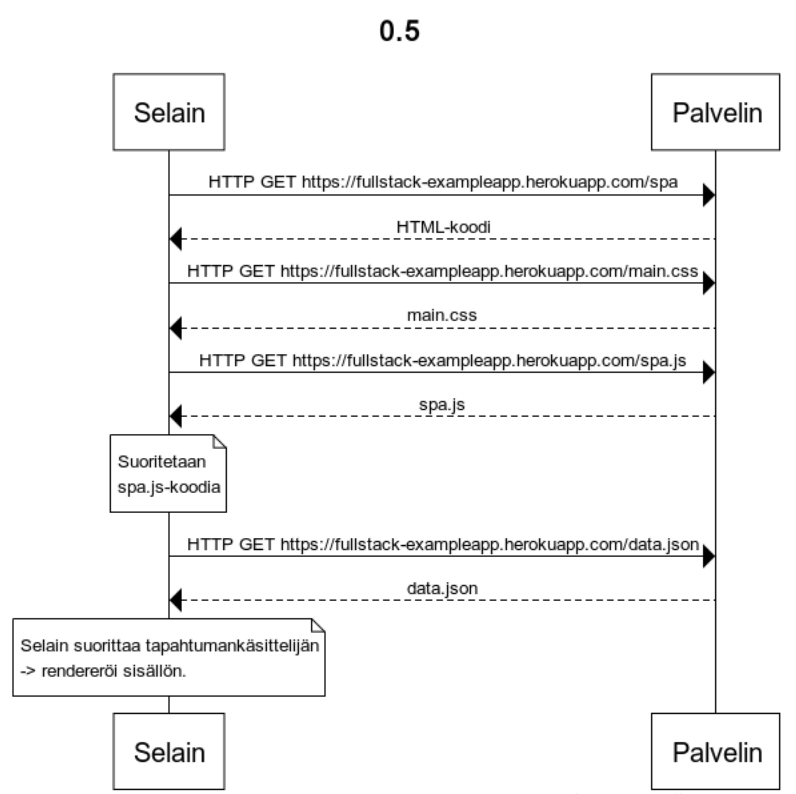 0.5
Selain
Palvelin
HTTP GET https://fullstack-exampleapp.herokuapp.com/spa
HTML-koodi
HTTP GET https://fullstack-exampleapp.herokuapp.com/main.css
main.css
HTTP GET https://fullstack-exampleapp.herokuapp.com/spa.js
spa.js
Suoritetaan
spa.js-koodia
HTTP GET https://fullstack-exampleapp.herokuapp.com/data.json
data.json
Selain suorittaa tapahtumankäsittelijän
-> rendereröi sisällön.
Selain
Palvelin